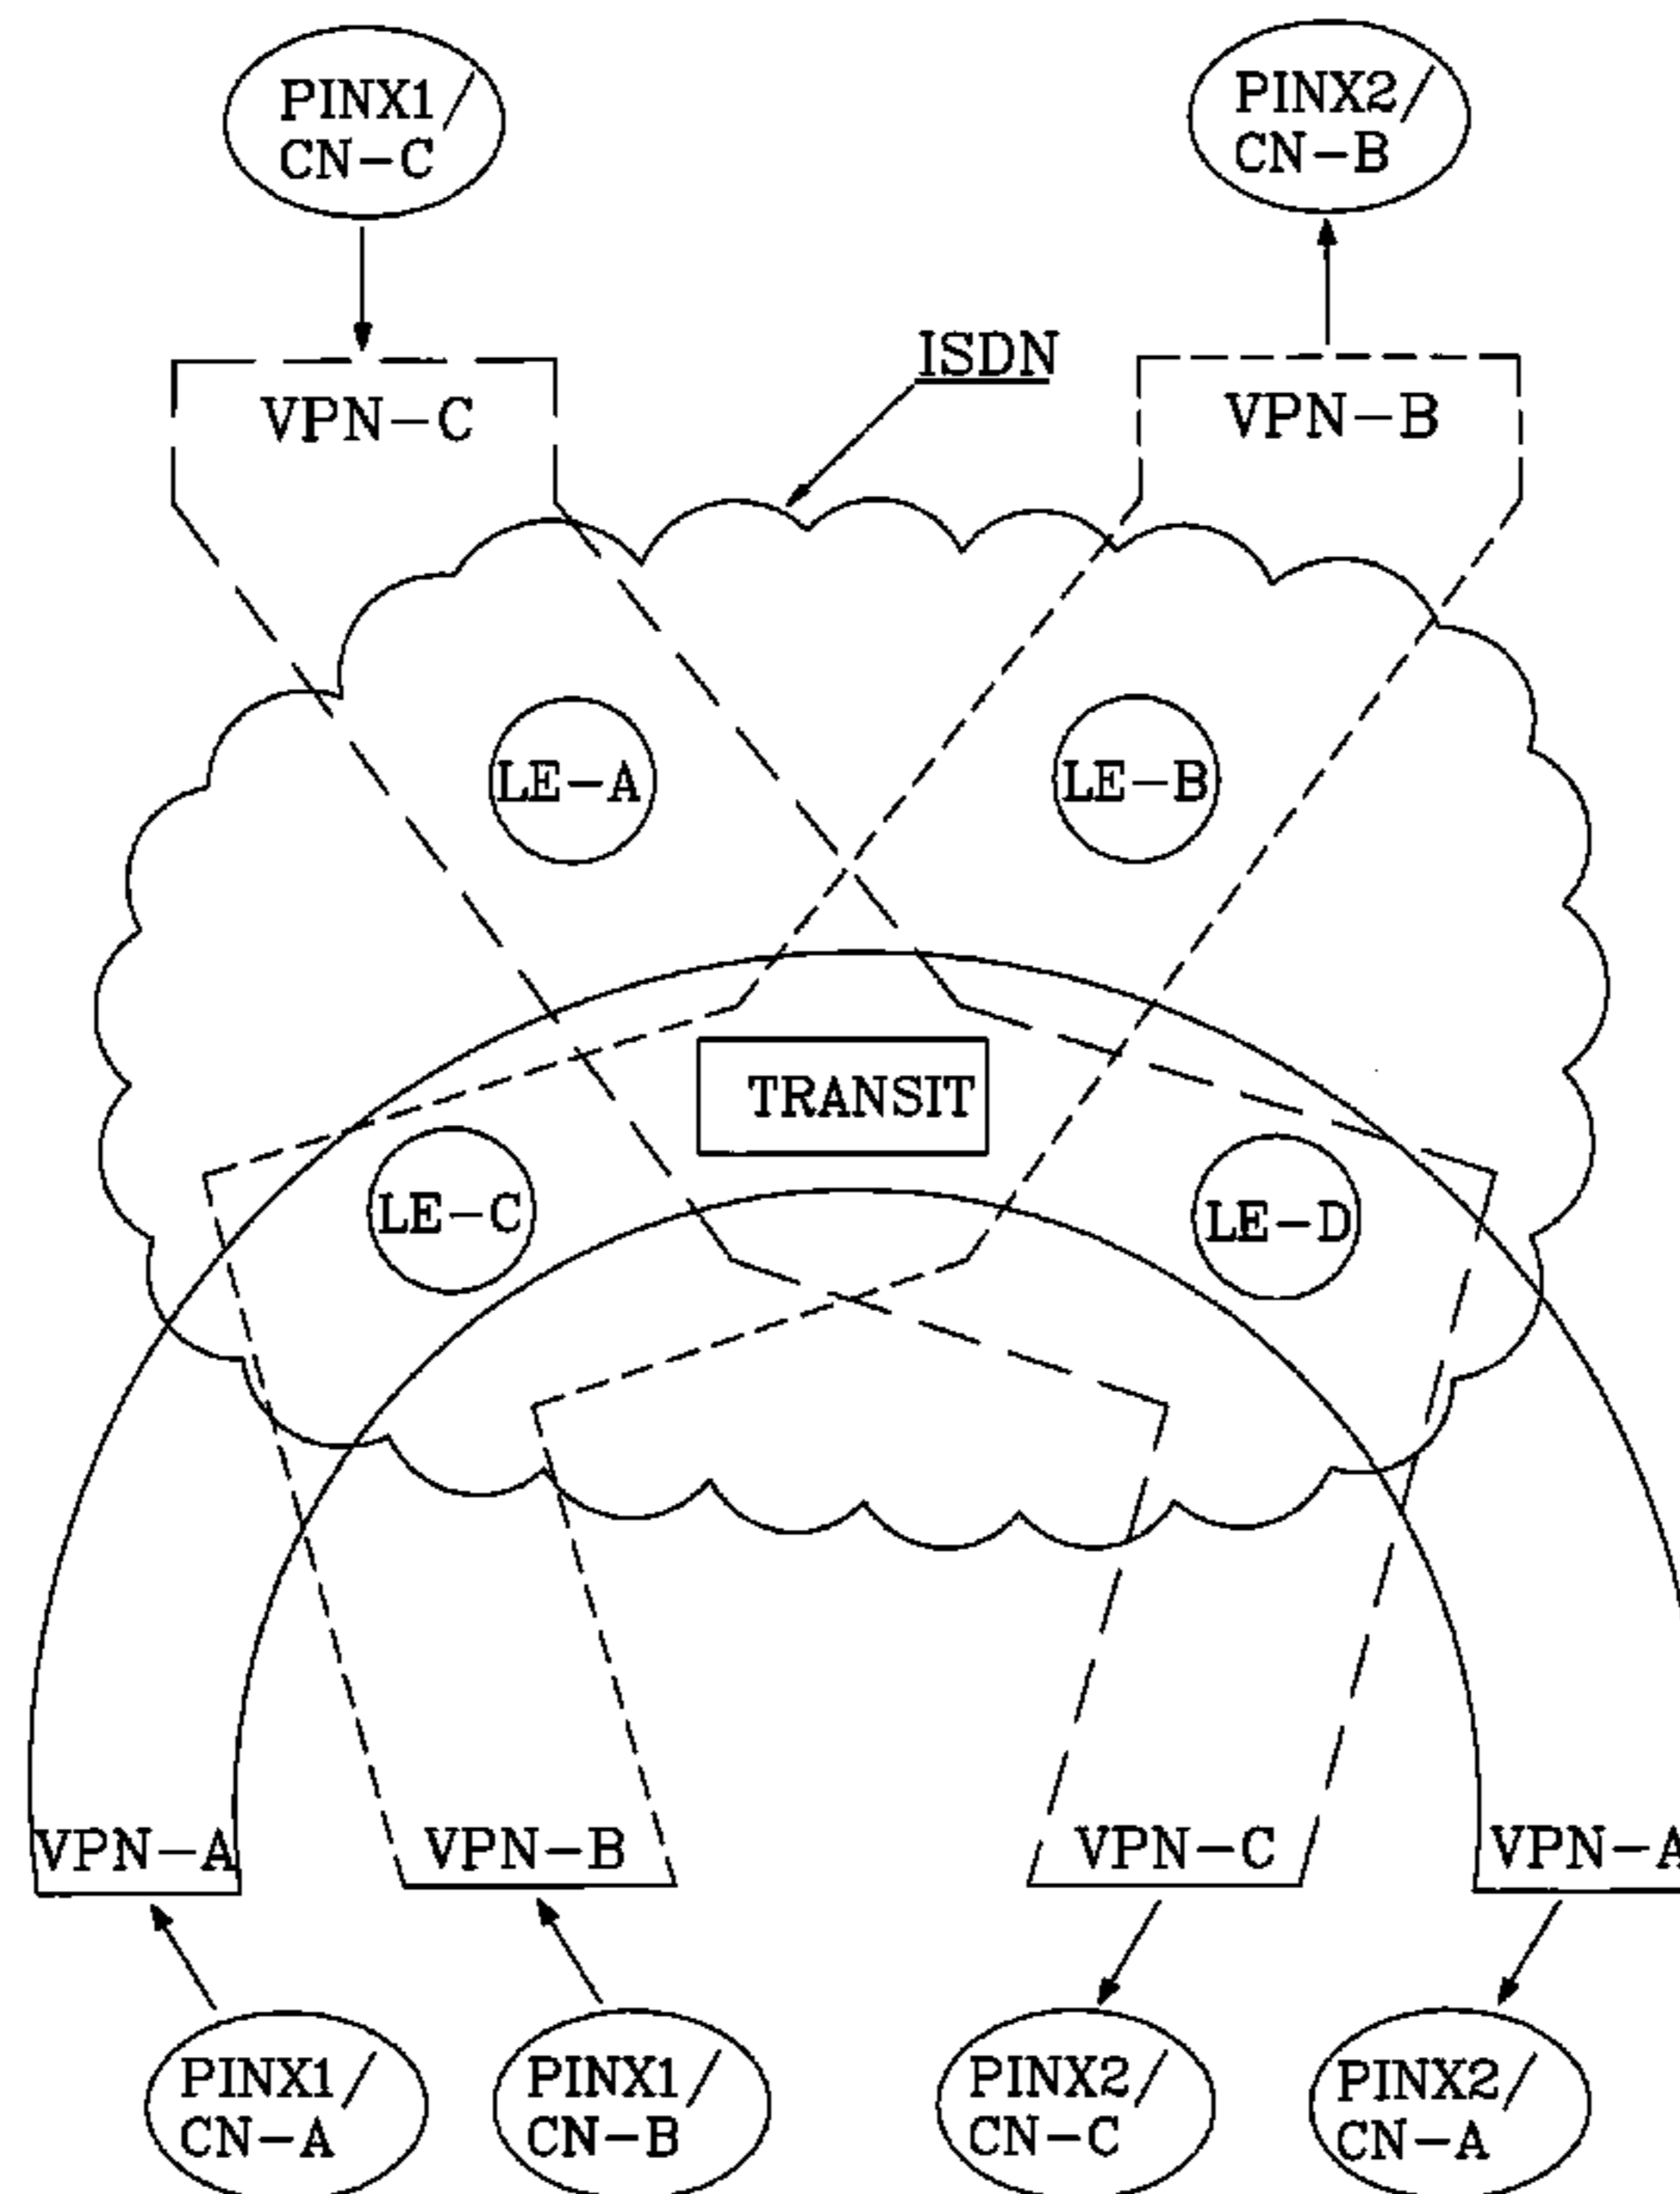 PINX1/
CN-C
PINX2/
CN-B
ISDN
VPN-C
VPN-B
LE-A
LE-B
TRANSIT
LE-C
LE-D
VPN-A
VPN-B
VPN-C
VPN-A
PINX1/
CN-A
PINX1/
CN-B
PINX2/
CN-C
PINX2/
CN-A